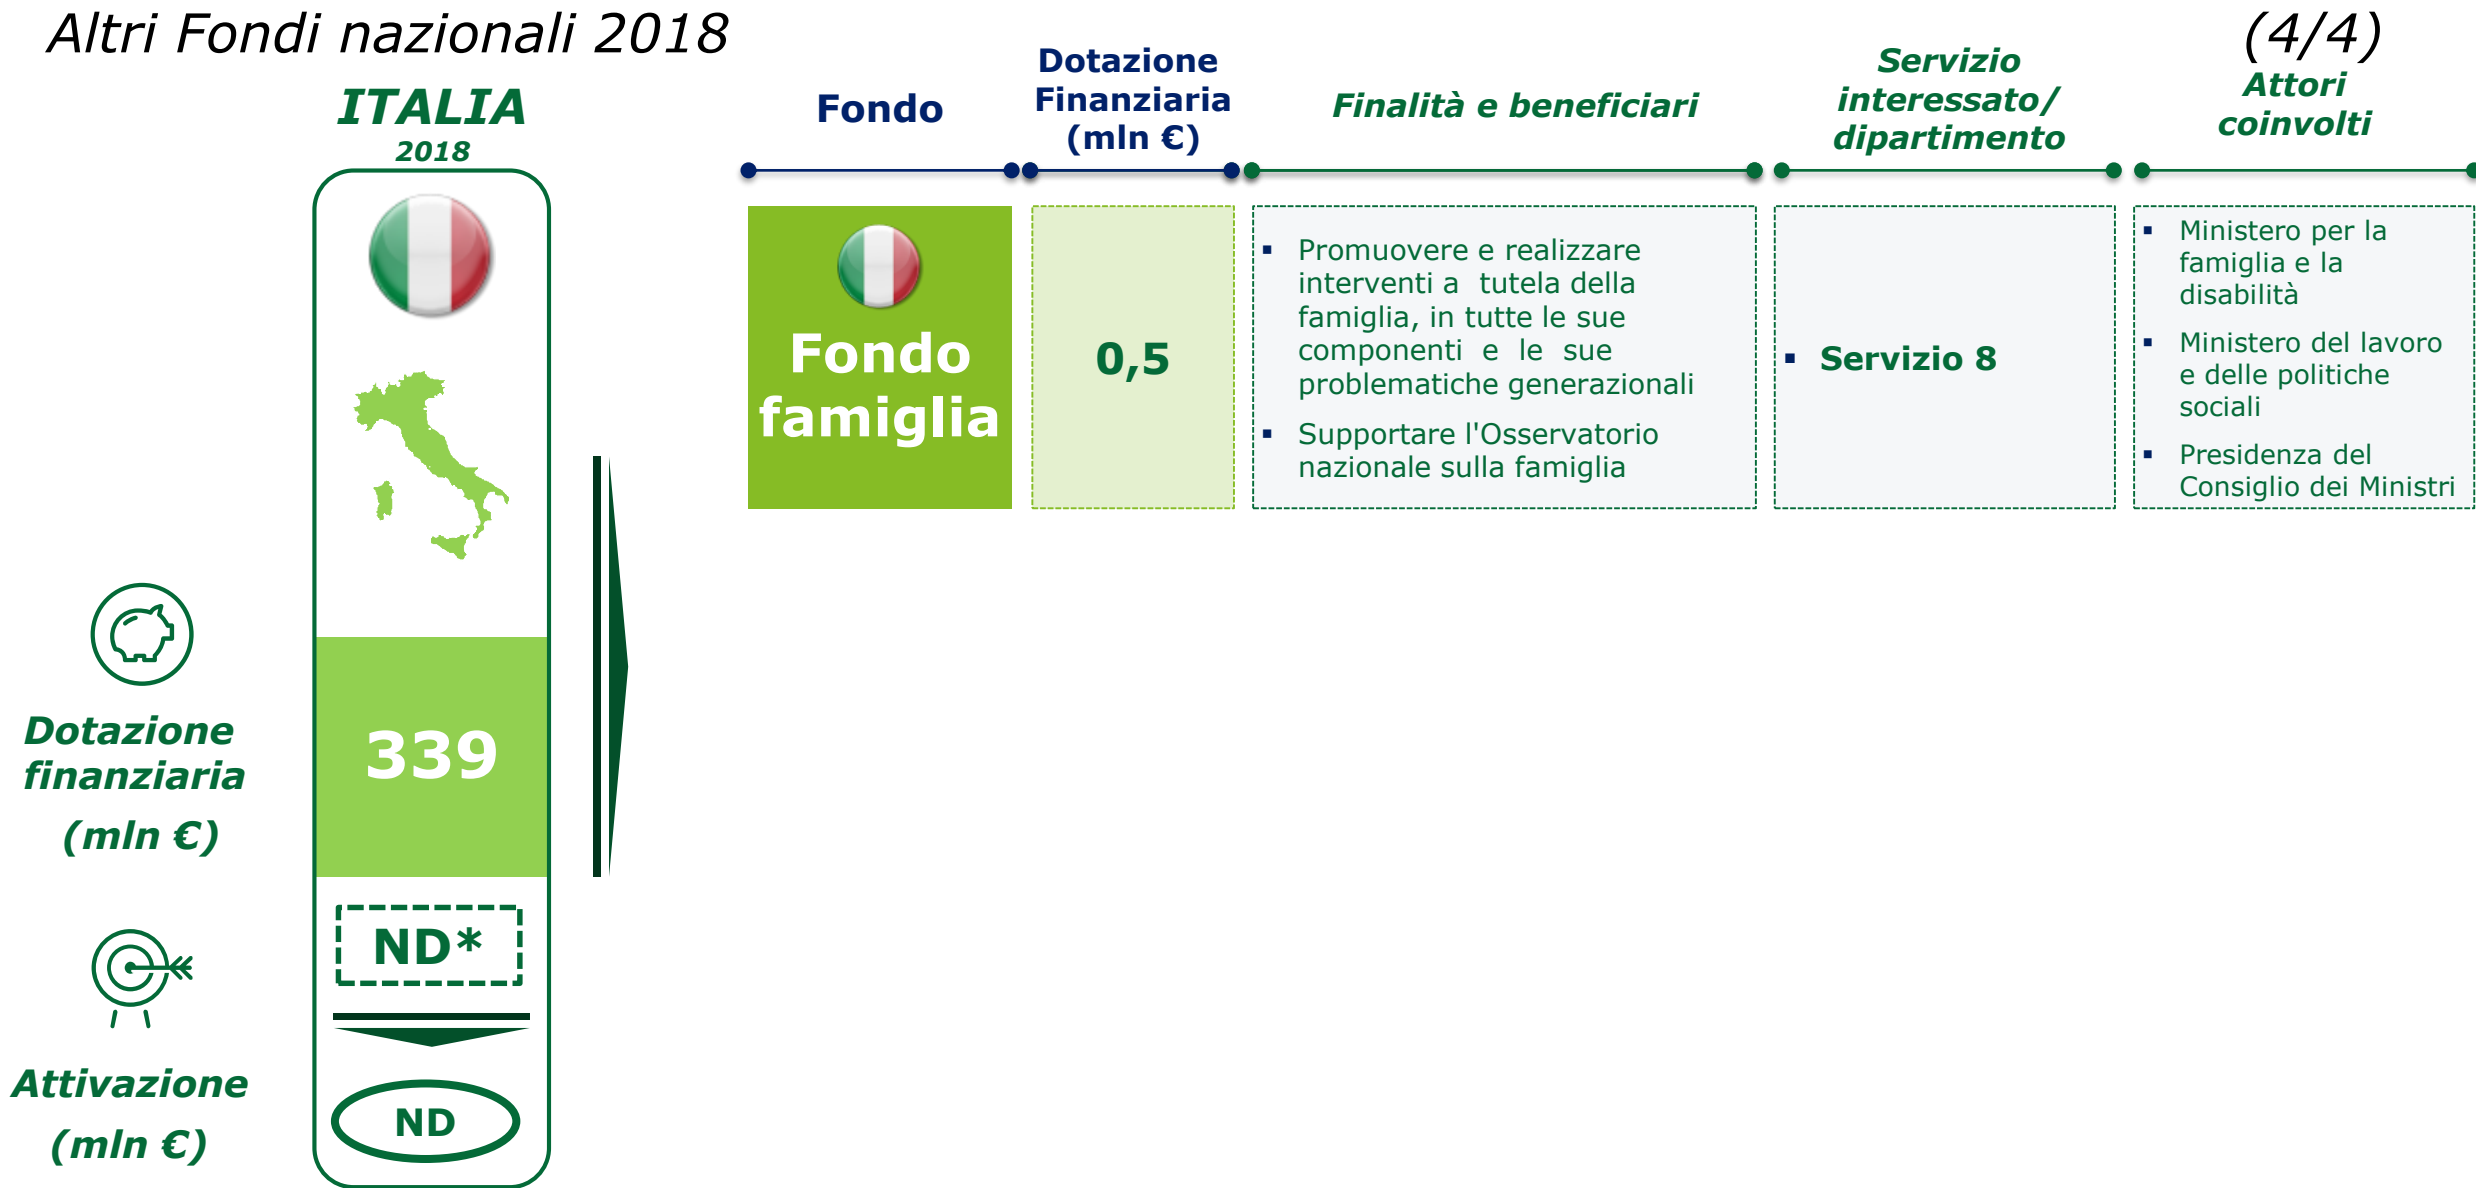 Altri Fondi nazionali 2018
(4/4)
ITALIA
2018
Fondo
Dotazione
Finanziaria
(mln €)
Finalità e beneficiari
Servizio
interessato/
dipartimento
Attori
coinvolti
Fondo
famiglia
0,5
▪ Promuovere e realizzare
interventi a tutela della
famiglia, in tutte le sue
componenti e le sue
problematiche generazionali
▪ Supportare l'Osservatorio
nazionale sulla famiglia
▪ Servizio 8
▪ Ministero per la
famiglia e la
disabilità
▪ Ministero del lavoro
e delle politiche
sociali
▪ Presidenza del
Consiglio dei Ministri
Dotazione
finanziaria
(mln €)
339
ND*
Attivazione
(mln €)
ND